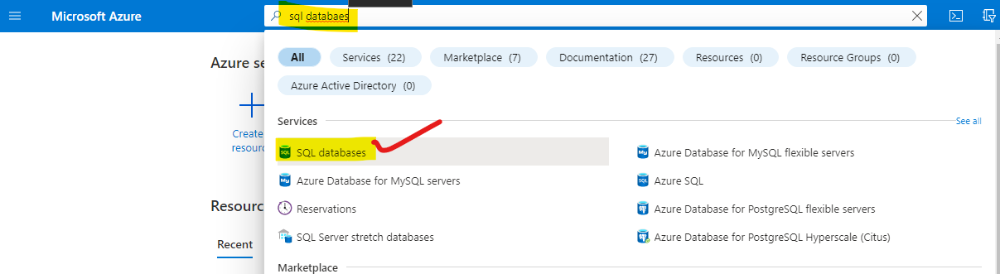 Microsoft Azure
sql databaes
Azure se
All
Services (22)
Marketplace (7)
Documentation (27)
Resources (0)
Resource Groups (0)
Azure Active Directory (0)
Create
resourc
Services
See all
SQL databases
Azure Database for MySQL flexible servers
Azure Database for MySQL servers
Azure SQL
Reservations
Azure Database for PostgreSQL flexible servers
SQL Server stretch databases
Azure Database for PostgreSQL Hyperscale (Citus)
Resourc
Recent
Marketplace